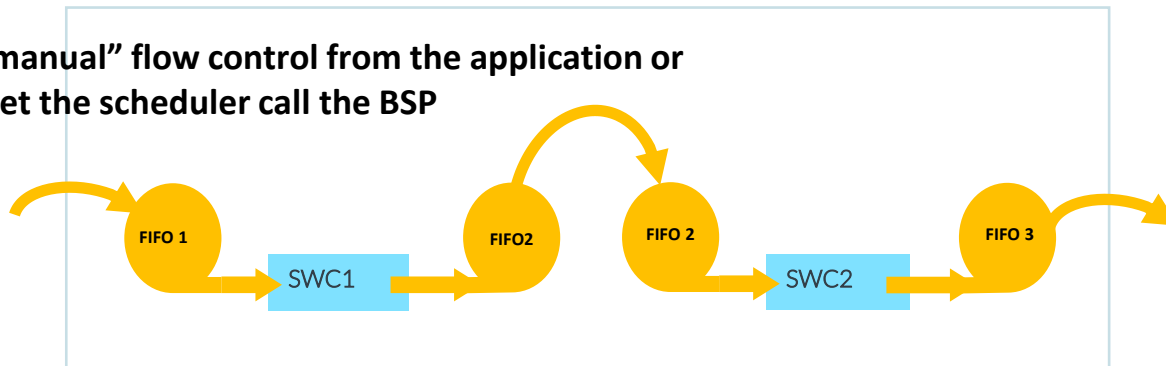 manual” flow control from the application or
et the scheduler call the BSP
FIFO 1
FIFO2
FIFO 2
FIFO 3
SWC1
SWC2